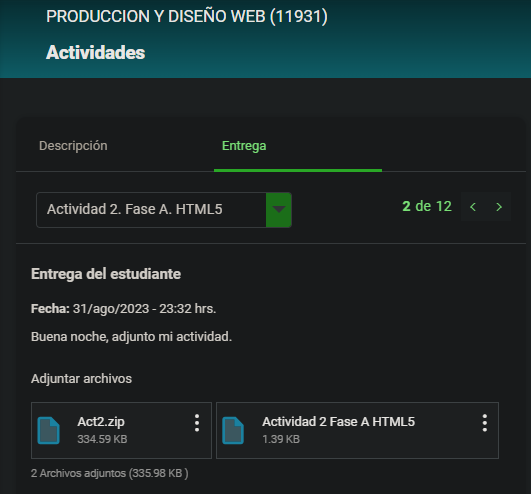 PRODUCCION Y DISEÑO WEB (11931)
Actividades
Descripción
Entrega
Actividad 2. Fase A. HTML5
2 de 12
Entrega del estudiante
Fecha: 31/ago/2023 - 23:32 hrs.
Buena noche, adjunto mi actividad.
Adjuntar archivos
Act2.zip
334.59 KB
Actividad 2 Fase A HTML5
1.39 KB
2 Archivos adjuntos (335.98 KB )